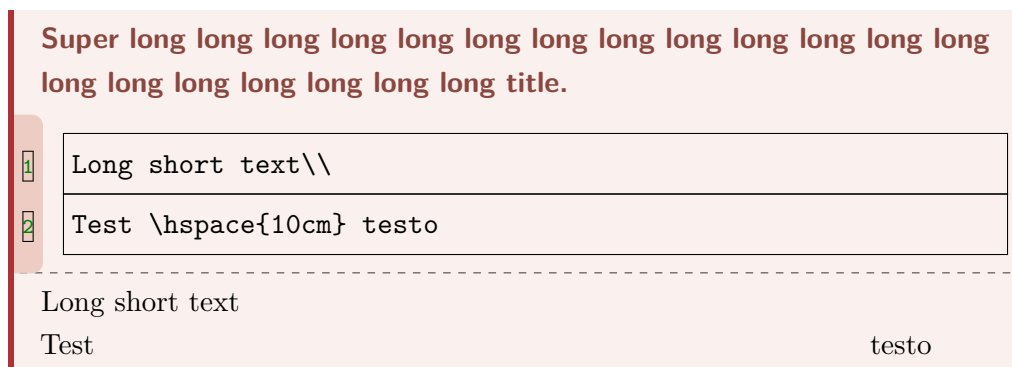 Super long long long long long long long long long long long long long
long long long long long long long title.
1 Long short text\\
2 Test \hspace{10cm} testo
Long short text
Test testo